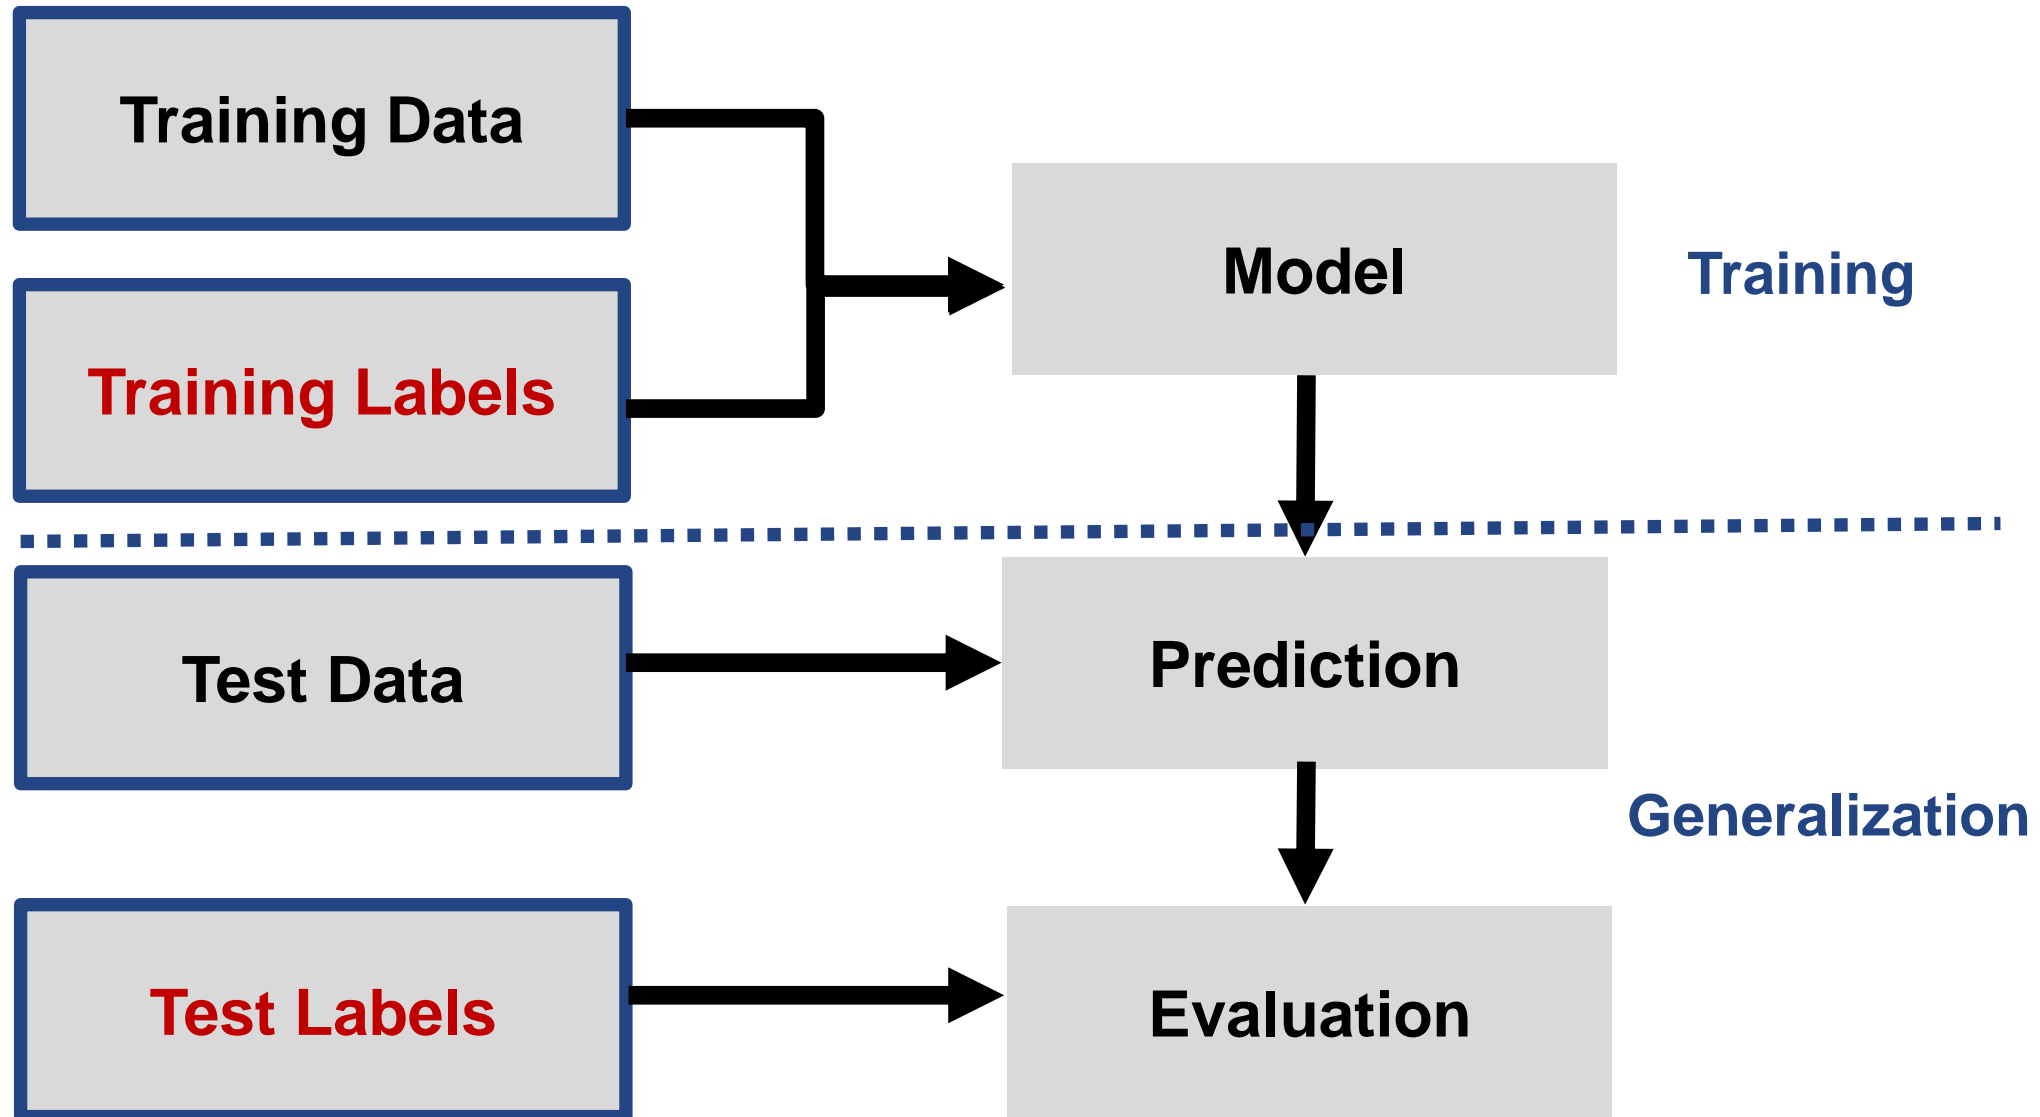 Training Data
Model
Training
Training Labels
Test Data
Prediction
Generalization
Test Labels
Evaluation